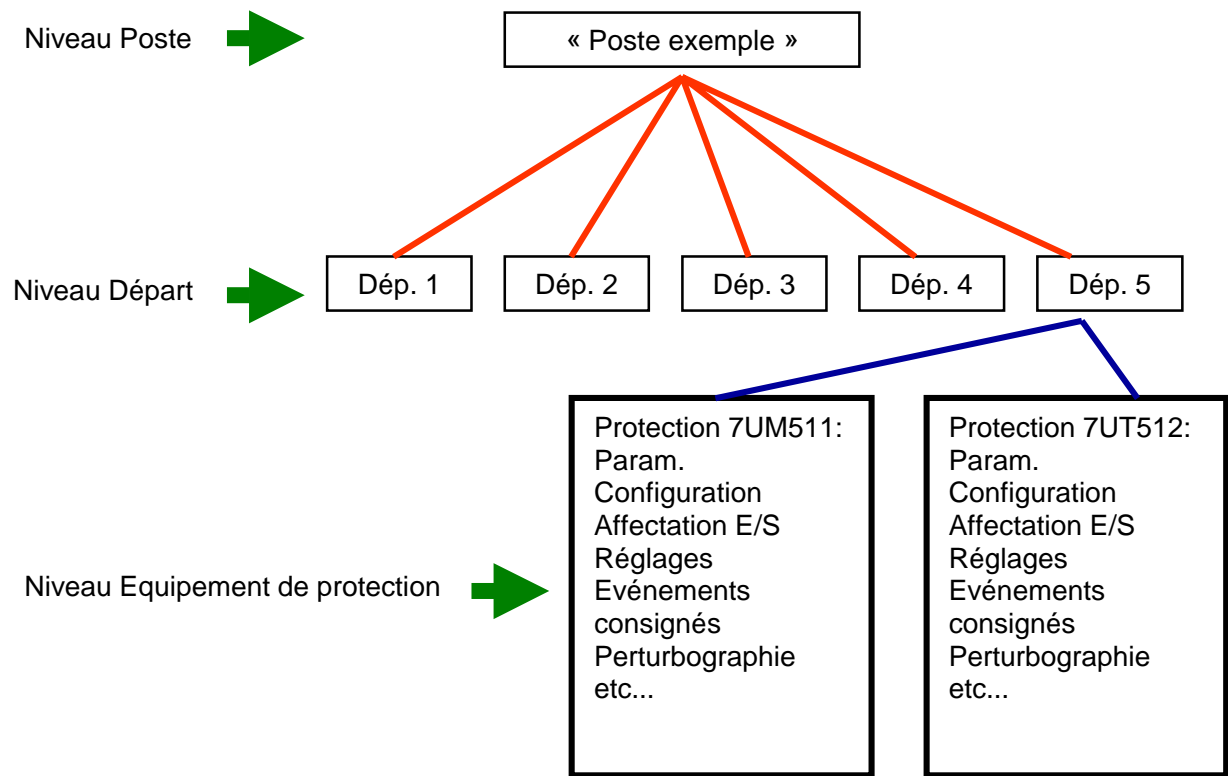 Niveau Poste
« Poste exemple »
Niveau Départ
Dép. 1
Dép. 2
Dép. 3
Dép. 4
Dép. 5
Niveau Equipement de protection
Protection 7UM511:
Param.
Configuration
Affectation E/S
Réglages
Evénements
consignés
Perturbographie
etc...
Protection 7UT512:
Param.
Configuration
Affectation E/S
Réglages
Evénements
consignés
Perturbographie
etc...